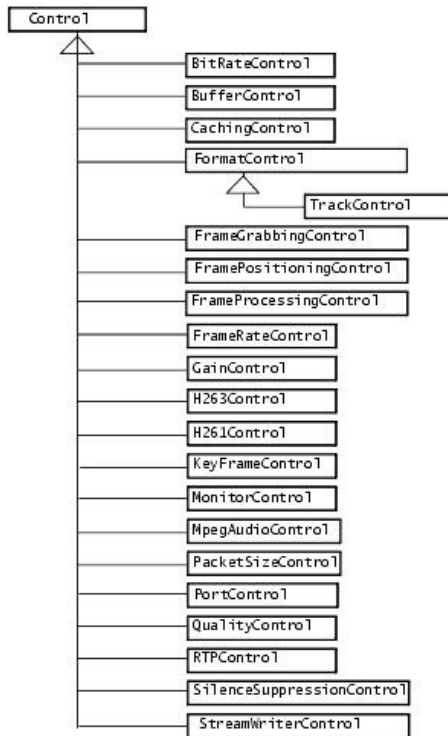 Control
BitRateControl
BufferControl
CachingControl
FormatControl
TrackControl
FrameGrabbingControl
FramePositioningControl
FrameProcessingControl
FrameRateControl
GainControl
H263Control
H261Control
KeyFrameControl
MonitorControl
MpegAudioControl
PacketSizeControl
PortControl
QualityControl
RTPControl
SilenceSuppressionControl
StreamWriterControl